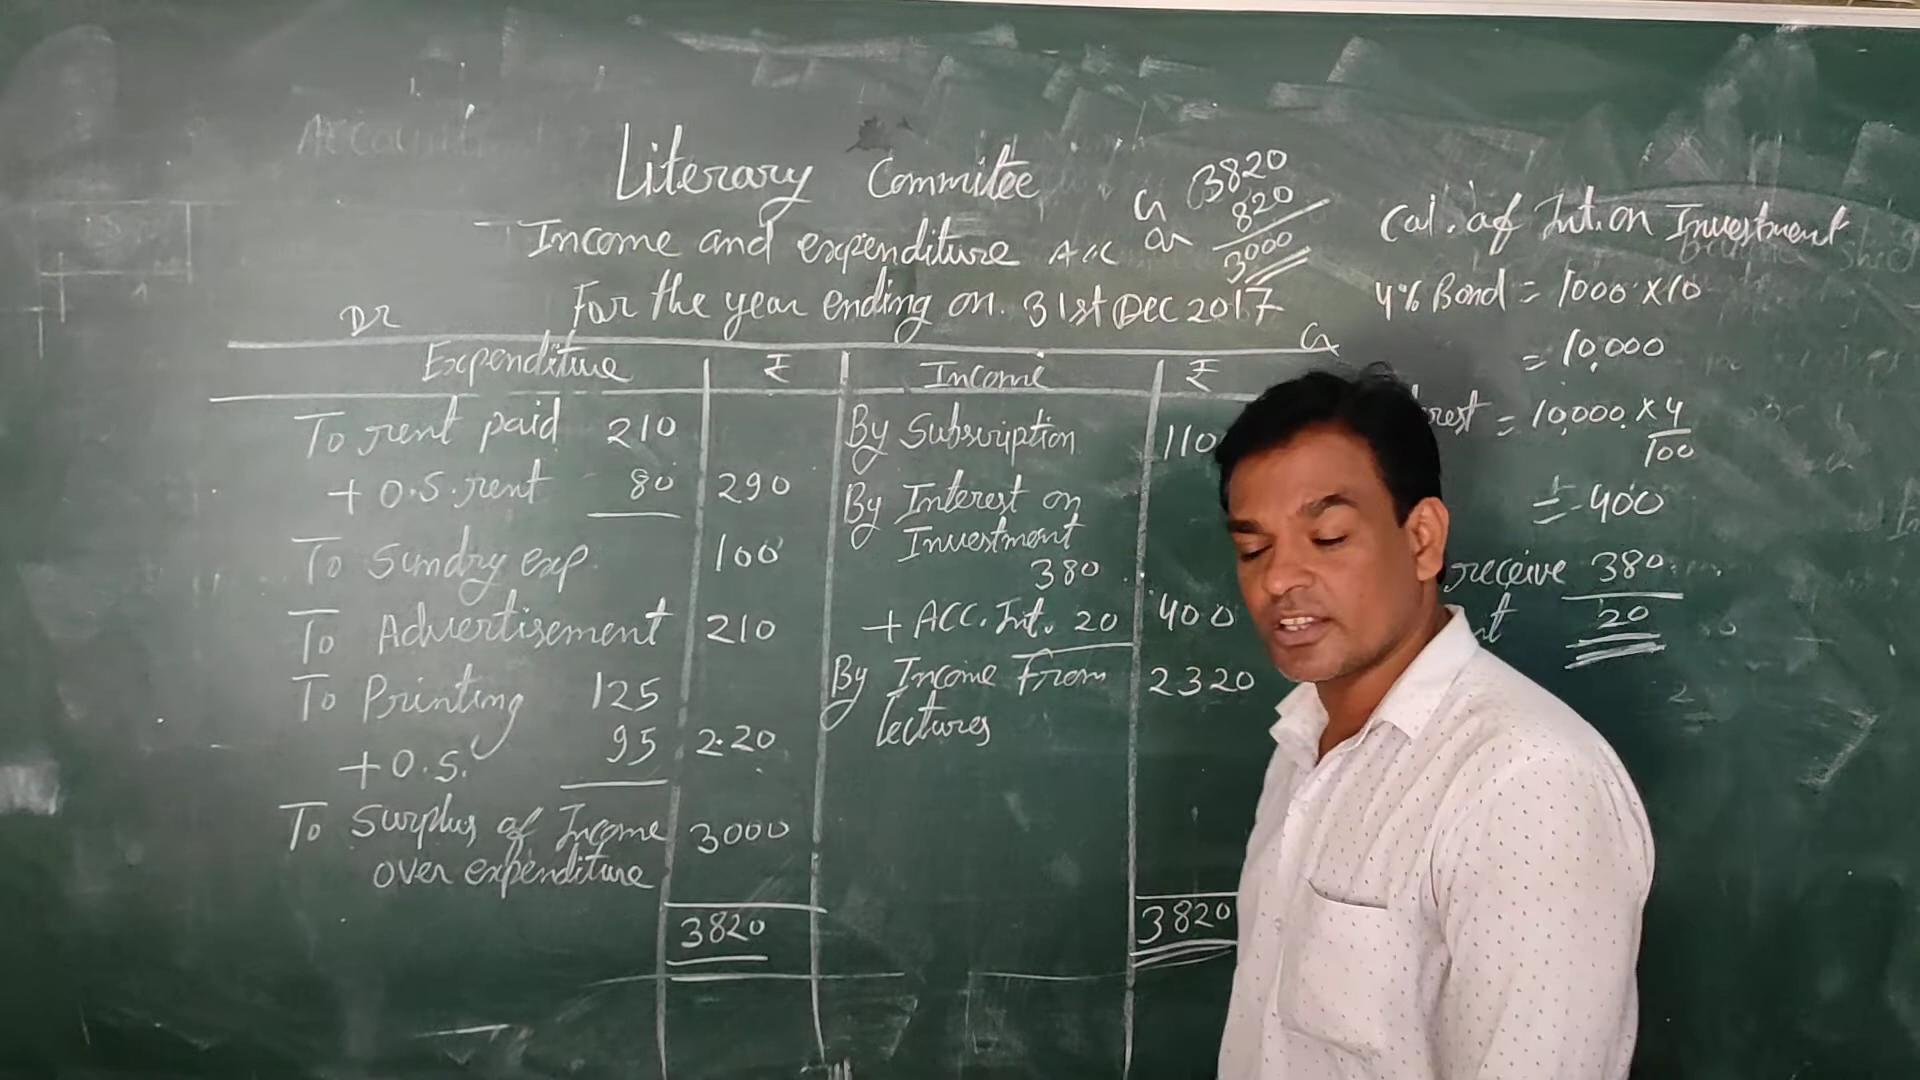 Literary Commitee
Income and expenditure A/C
For the year ending on. 31st Dec 2017
Cr 3820
Dr 820
3000
Dr
Cr
Expenditure ₹ Income ₹
To rent paid 210
+ O.S. rent 80 290
To Sundry exp. 100
To Advertisement 210
To Printing 125
+ O.S. 95 2.20
To Surplus of Income 3000
over expenditure
3820
By Subscription 110
By Interest on
Investment
380
+ ACC. Int. 20 400
By Income From 2320
lectures
3820
Cal. of Int. on Investment
4% Bond = 1000 × 10
= 10,000
= 10,000 × 4
100
= 400
receive 380
20